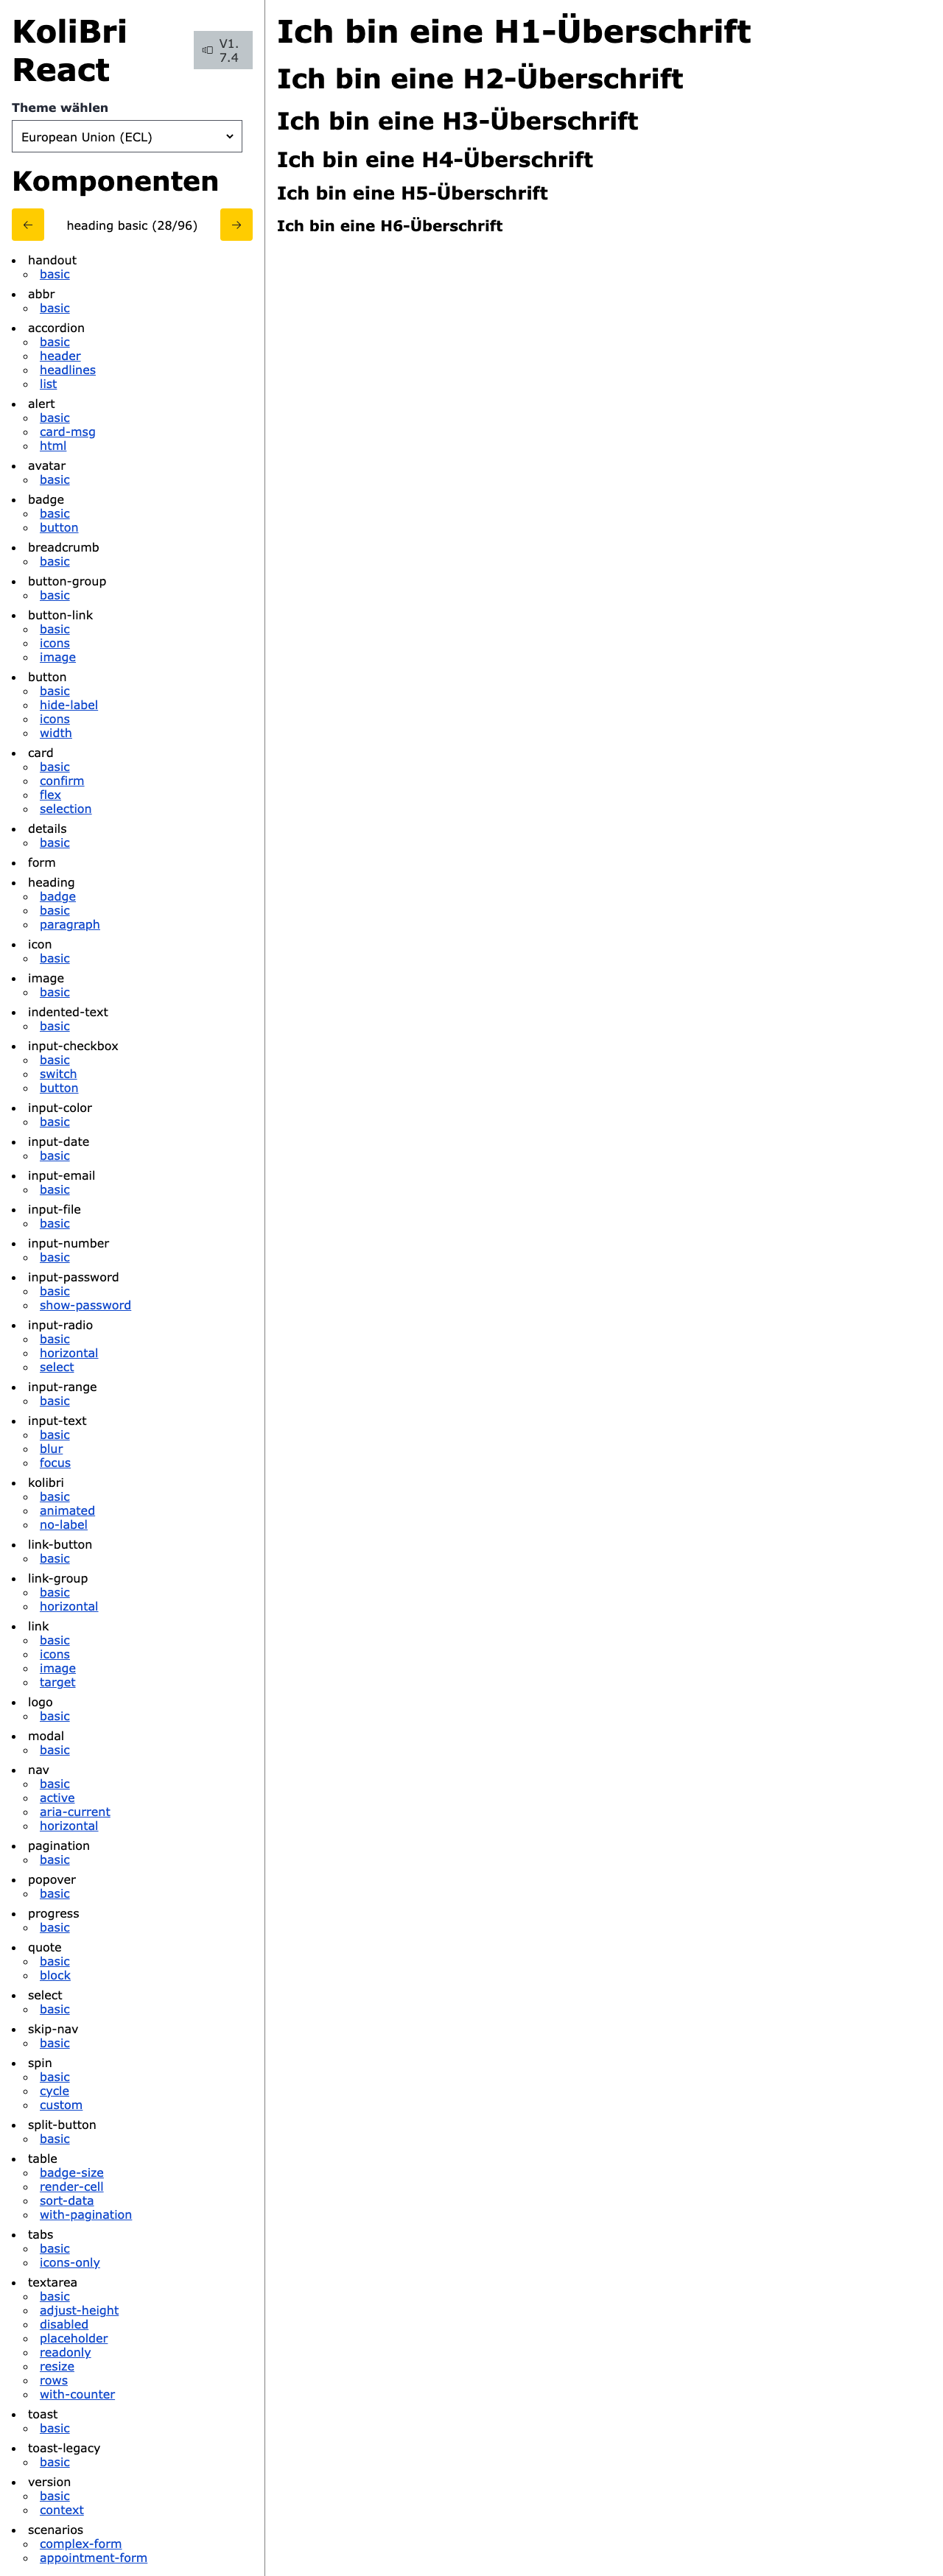 KoliBri
React
V1.
7.4
Theme wählen
European Union (ECL)
Komponenten
heading basic (28/96)
handout
basic
abbr
basic
accordion
basic
header
headlines
list
alert
basic
card-msg
html
avatar
basic
badge
basic
button
breadcrumb
basic
button-group
basic
button-link
basic
icons
image
button
basic
hide-label
icons
width
card
basic
confirm
flex
selection
details
basic
form
heading
badge
basic
paragraph
icon
basic
image
basic
indented-text
basic
input-checkbox
basic
switch
button
input-color
basic
input-date
basic
input-email
basic
input-file
basic
input-number
basic
input-password
basic
show-password
input-radio
basic
horizontal
select
input-range
basic
input-text
basic
blur
focus
kolibri
basic
animated
no-label
link-button
basic
link-group
basic
horizontal
link
basic
icons
image
target
logo
basic
modal
basic
nav
basic
active
aria-current
horizontal
pagination
basic
popover
basic
progress
basic
quote
basic
block
select
basic
skip-nav
basic
spin
basic
cycle
custom
split-button
basic
table
badge-size
render-cell
sort-data
with-pagination
tabs
basic
icons-only
textarea
basic
adjust-height
disabled
placeholder
readonly
resize
rows
with-counter
toast
basic
toast-legacy
basic
version
basic
context
scenarios
complex-form
appointment-form
Ich bin eine H1-Überschrift
Ich bin eine H2-Überschrift
Ich bin eine H3-Überschrift
Ich bin eine H4-Überschrift
Ich bin eine H5-Überschrift
Ich bin eine H6-Überschrift